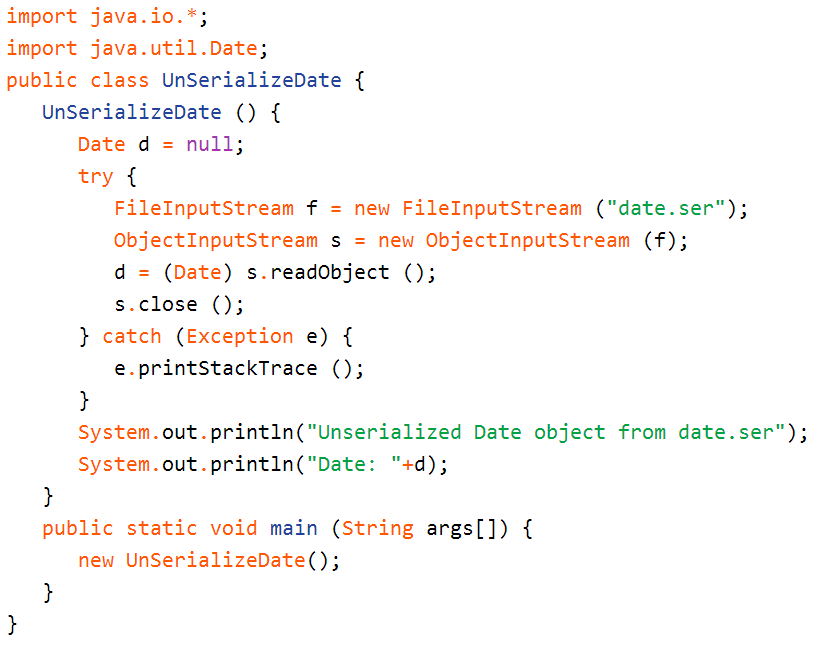 import java.io.*;
import java.util.Date;
public class UnSerializeDate {
   UnSerializeDate () {
      Date d = null;
      try {
         FileInputStream f = new FileInputStream ("date.ser");
         ObjectInputStream s = new ObjectInputStream (f);
         d = (Date) s.readObject ();
         s.close ();
      } catch (Exception e) {
         e.printStackTrace ();
      }
      System.out.println("Unserialized Date object from date.ser");
      System.out.println("Date: "+d);
   }
   public static void main (String args[]) {
      new UnSerializeDate();
   }
}